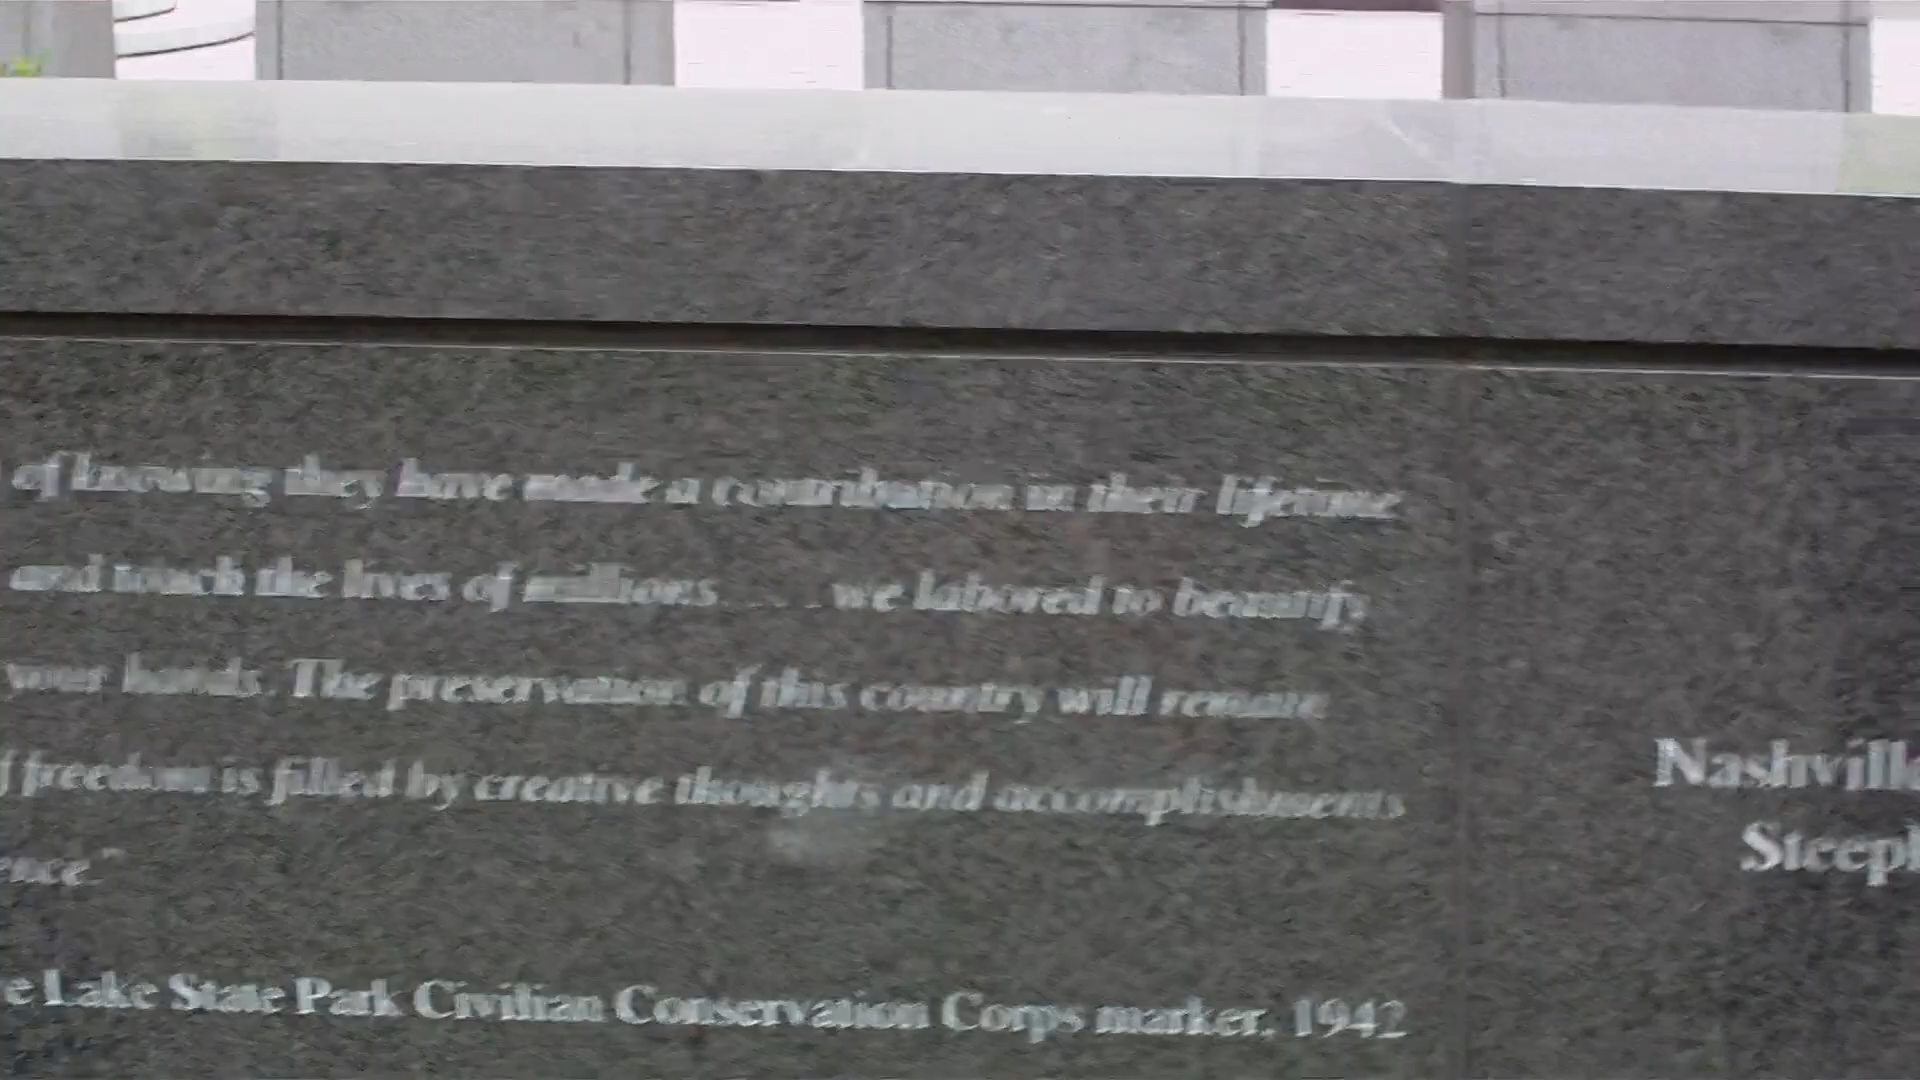 of knowing they have made a contribution in their lifetime
and touch the lives of millions . . . . we labored to beautify
your hands. The preservation of this country will remain
freedom is filled by creative thoughts and accomplishments
ence."
e Lake State Park Civilian Conservation Corps marker, 1942
Nashville
Steepl